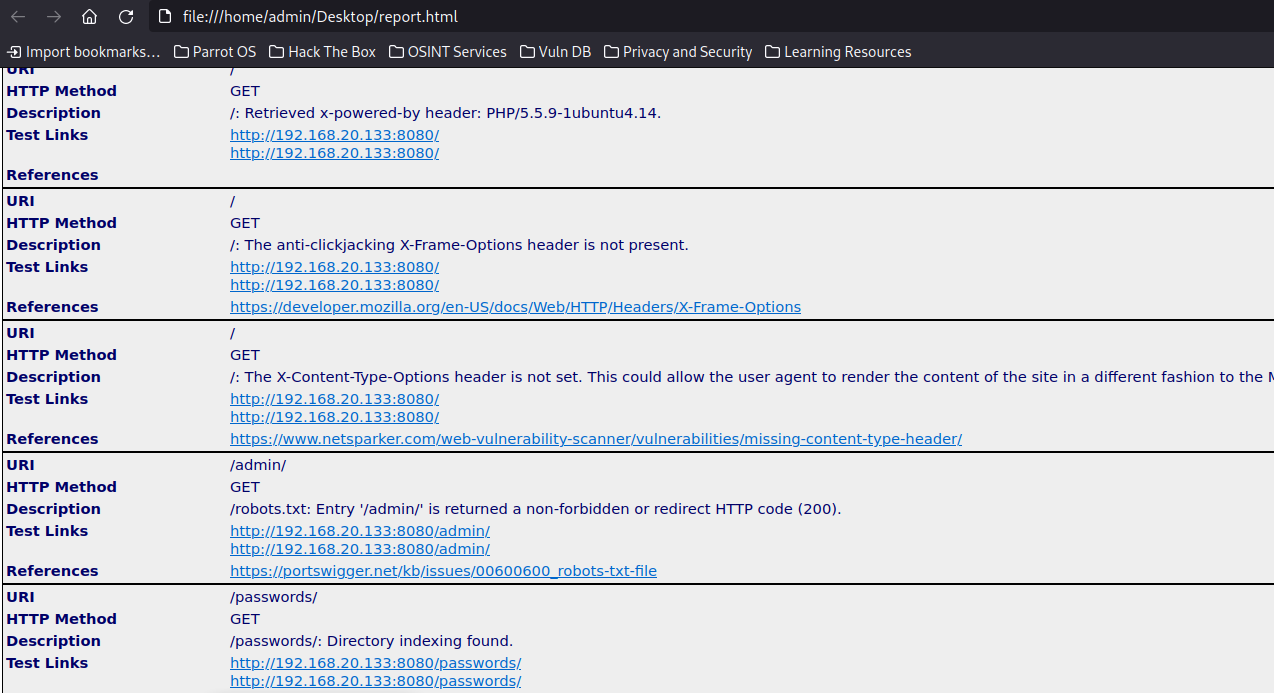 file:///home/admin/Desktop/report.html
Import bookmarks... Parrot OS Hack The Box OSINT Services Vuln DB Privacy and Security Learning Resources
URI /
HTTP Method GET
Description /: Retrieved x-powered-by header: PHP/5.5.9-1ubuntu4.14.
Test Links http://192.168.20.133:8080/
http://192.168.20.133:8080/
References
URI /
HTTP Method GET
Description /: The anti-clickjacking X-Frame-Options header is not present.
Test Links http://192.168.20.133:8080/
http://192.168.20.133:8080/
References https://developer.mozilla.org/en-US/docs/Web/HTTP/Headers/X-Frame-Options
URI /
HTTP Method GET
Description /: The X-Content-Type-Options header is not set. This could allow the user agent to render the content of the site in a different fashion to the
Test Links http://192.168.20.133:8080/
http://192.168.20.133:8080/
References https://www.netsparker.com/web-vulnerability-scanner/vulnerabilities/missing-content-type-header/
URI /admin/
HTTP Method GET
Description /robots.txt: Entry '/admin/' is returned a non-forbidden or redirect HTTP code (200).
Test Links http://192.168.20.133:8080/admin/
http://192.168.20.133:8080/admin/
References https://portswigger.net/kb/issues/00600600_robots-txt-file
URI /passwords/
HTTP Method GET
Description /passwords/: Directory indexing found.
Test Links http://192.168.20.133:8080/passwords/
http://192.168.20.133:8080/passwords/